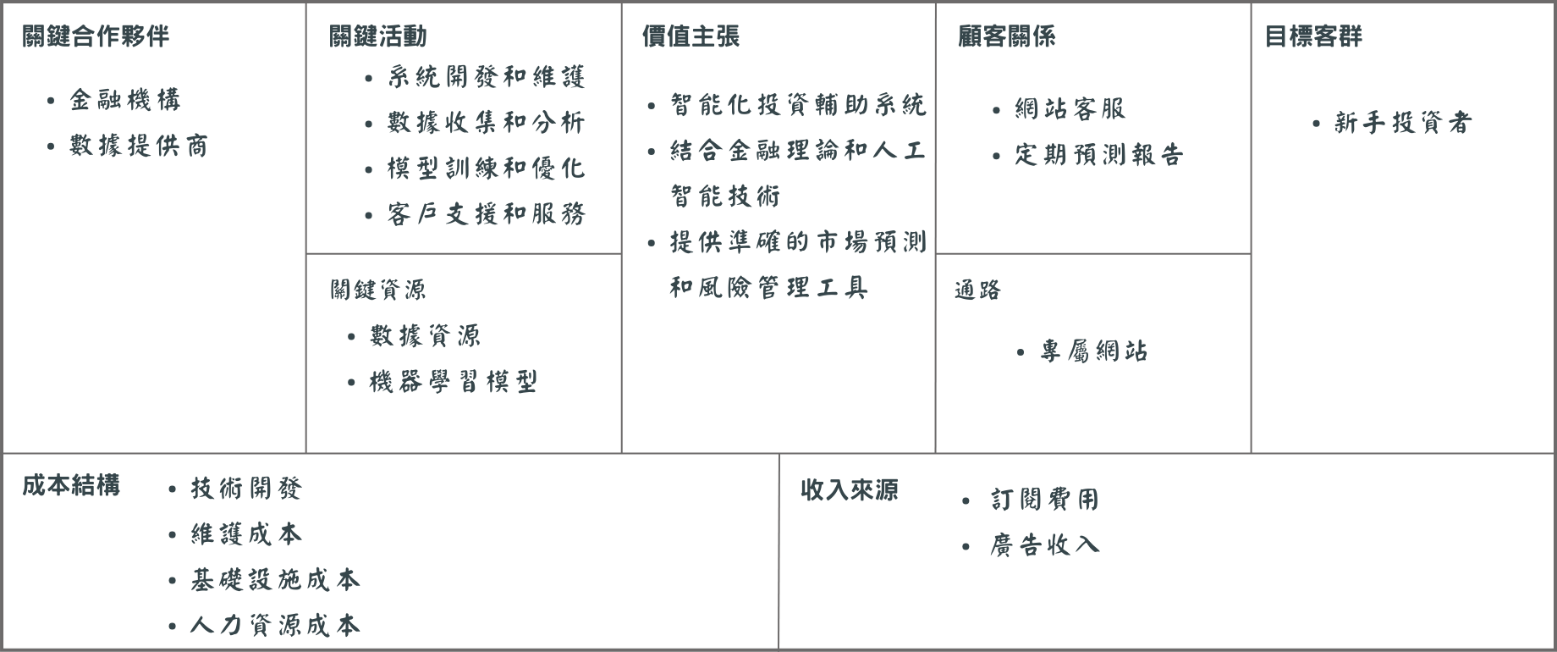 關鍵合作夥伴
• 金融機構
• 數據提供商
關鍵活動
• 系統開發和維護
• 數據收集和分析
• 模型訓練和優化
• 客戶支援和服務
關鍵資源
• 數據資源
• 機器學習模型
價值主張
• 智能化投資輔助系統
• 結合金融理論和人工
智能技術
• 提供準確的市場預測
和風險管理工具
顧客關係
• 網站客服
• 定期預測報告
通路
• 專屬網站
目標客群
• 新手投資者
成本結構
• 技術開發
• 維護成本
• 基礎設施成本
• 人力資源成本
收入來源
• 訂閱費用
• 廣告收入